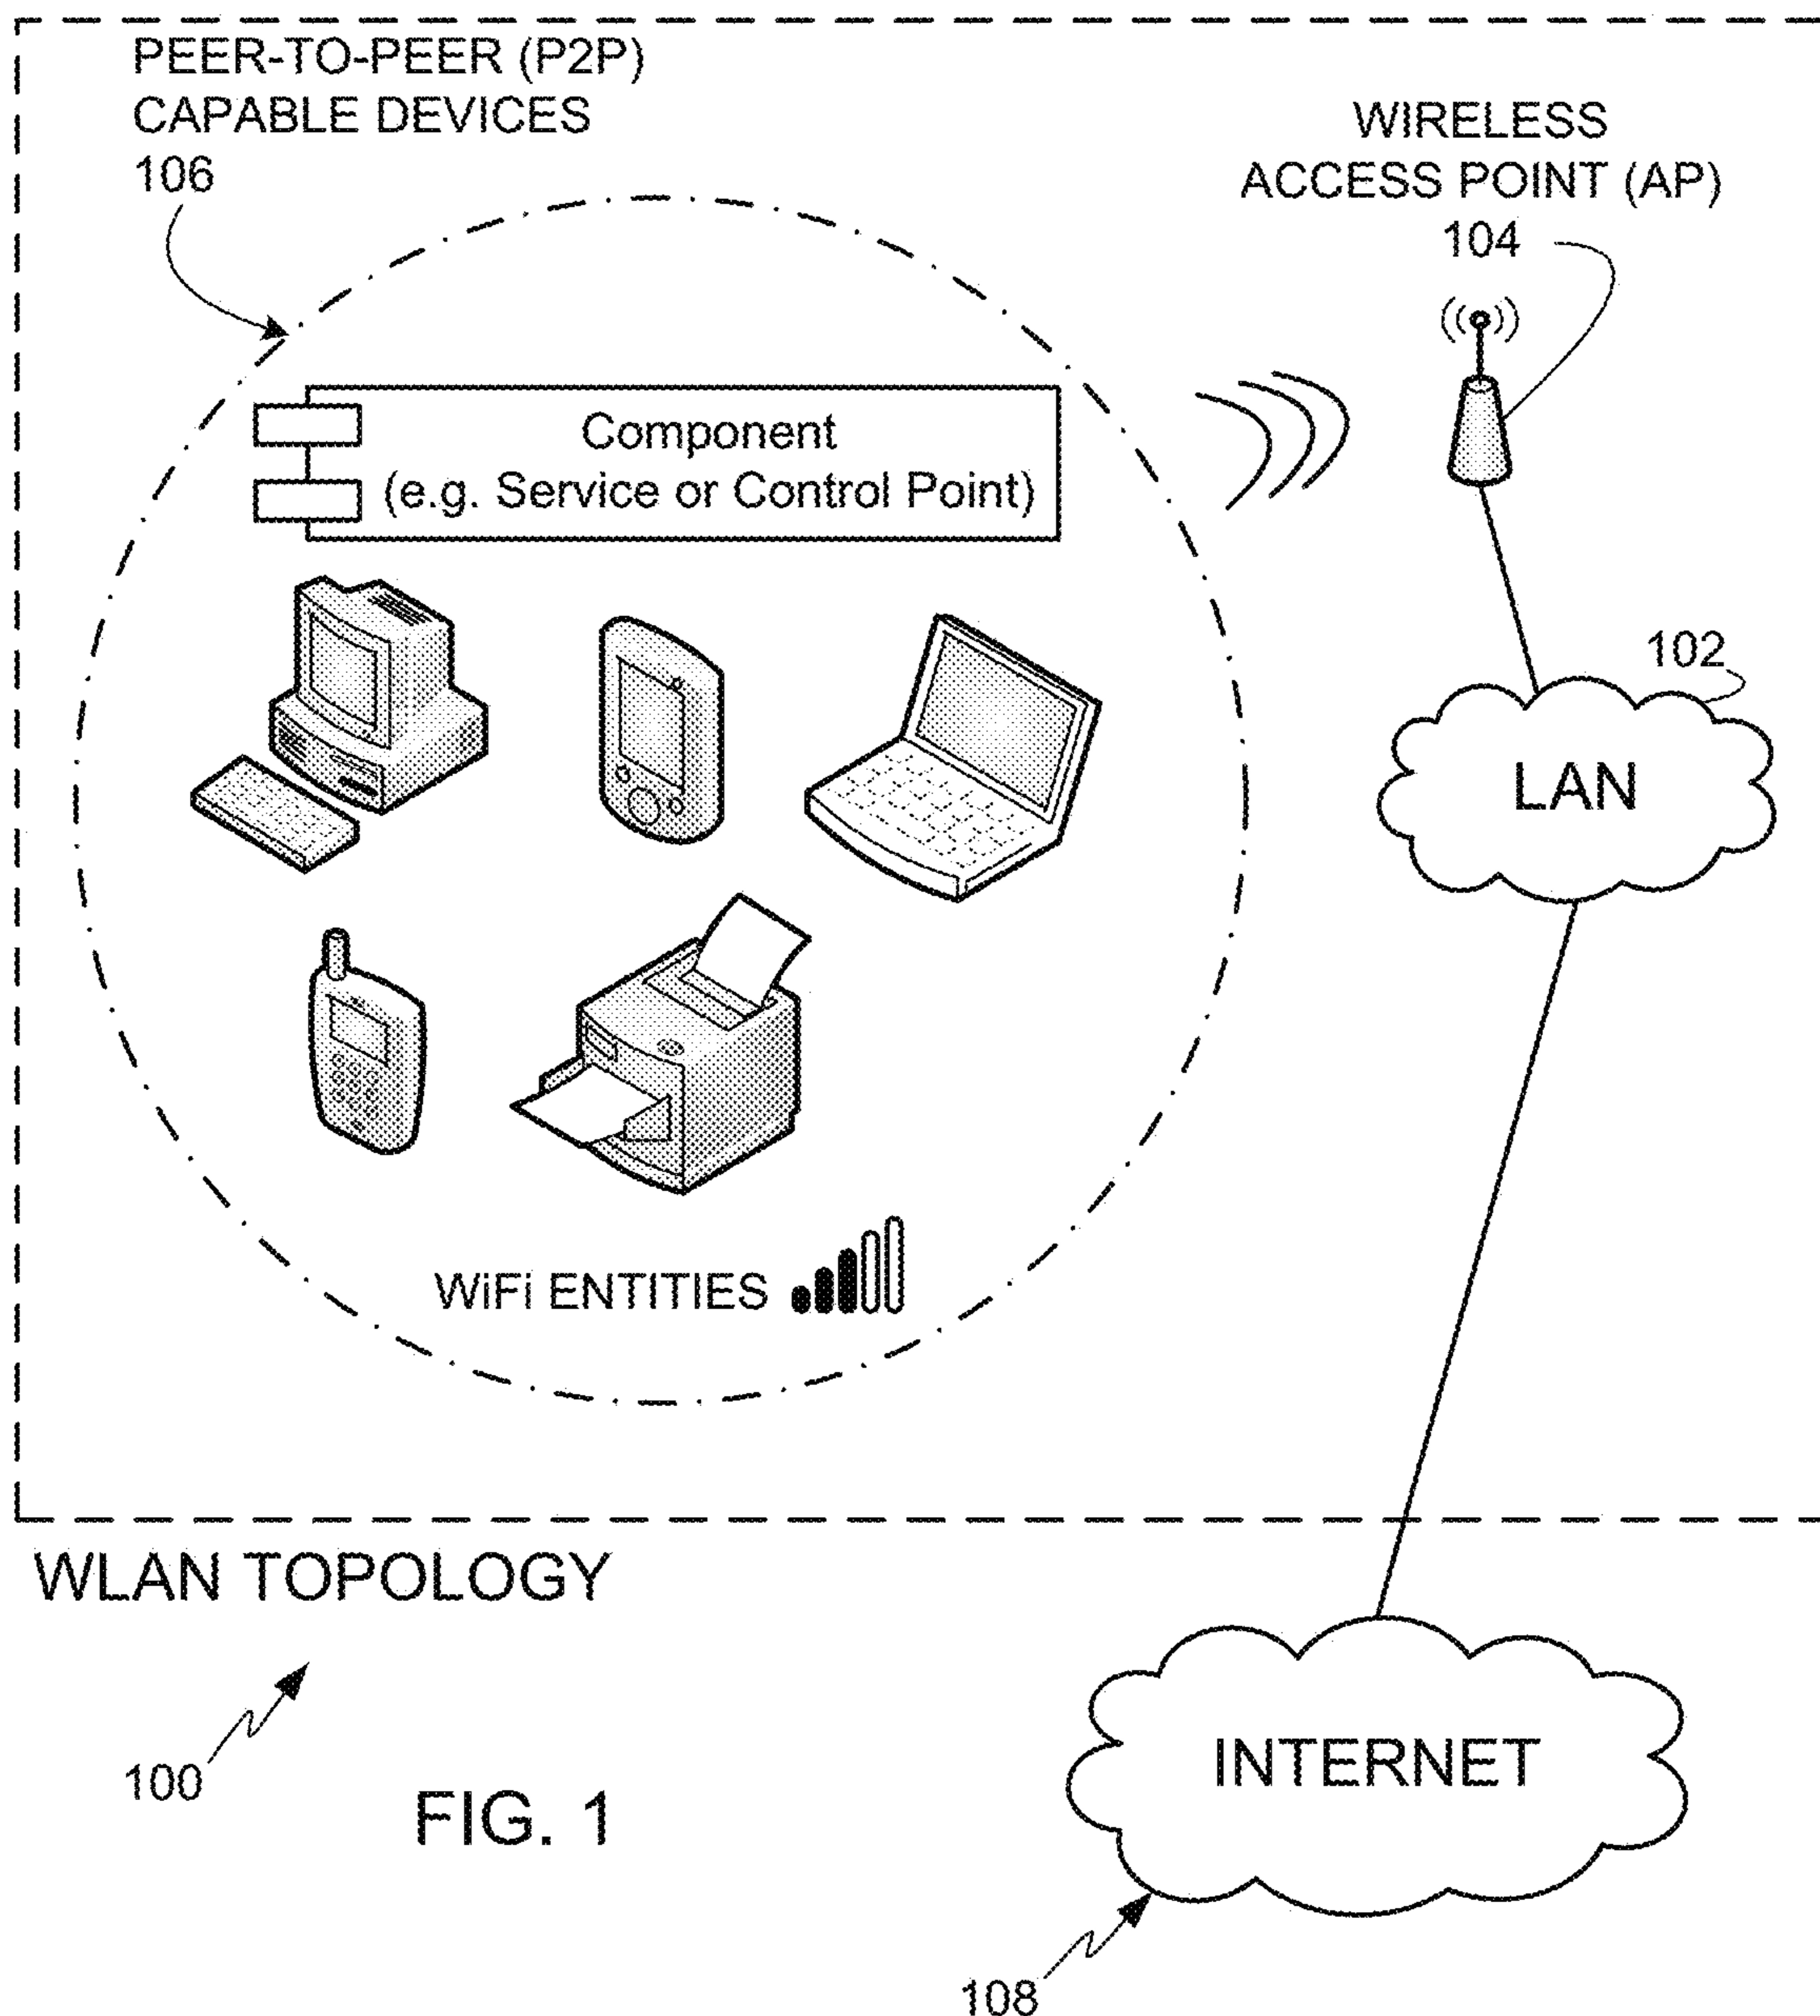 PEER-TO-PEER (P2P)
CAPABLE DEVICES
106
WIRELESS
ACCESS POINT (AP)
104
Component
(e.g. Service or Control Point)
102
LAN
WiFi ENTITIES
WLAN TOPOLOGY
100
FIG. 1
INTERNET
108